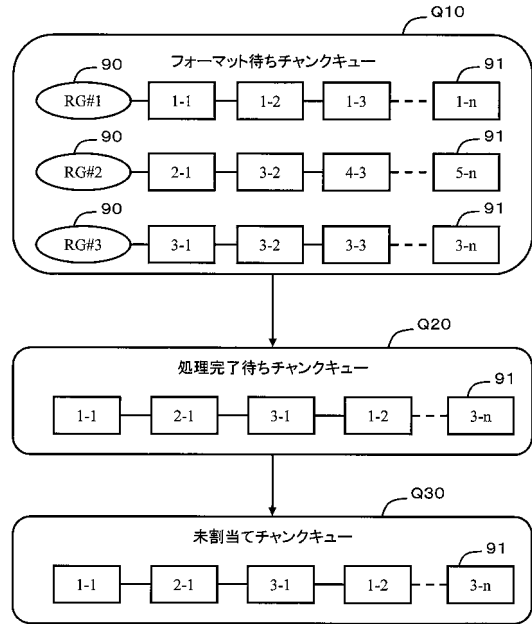 Q10
90 フォーマット待ちチャンクキュー 91
RG#1 1-1 1-2 1-3 1-n
90 91
RG#2 2-1 3-2 4-3 5-n
90 91
RG#3 3-1 3-2 3-3 3-n
Q20
処理完了待ちチャンクキュー 91
1-1 2-1 3-1 1-2 3-n
Q30
未割当てチャンクキュー 91
1-1 2-1 3-1 1-2 3-n